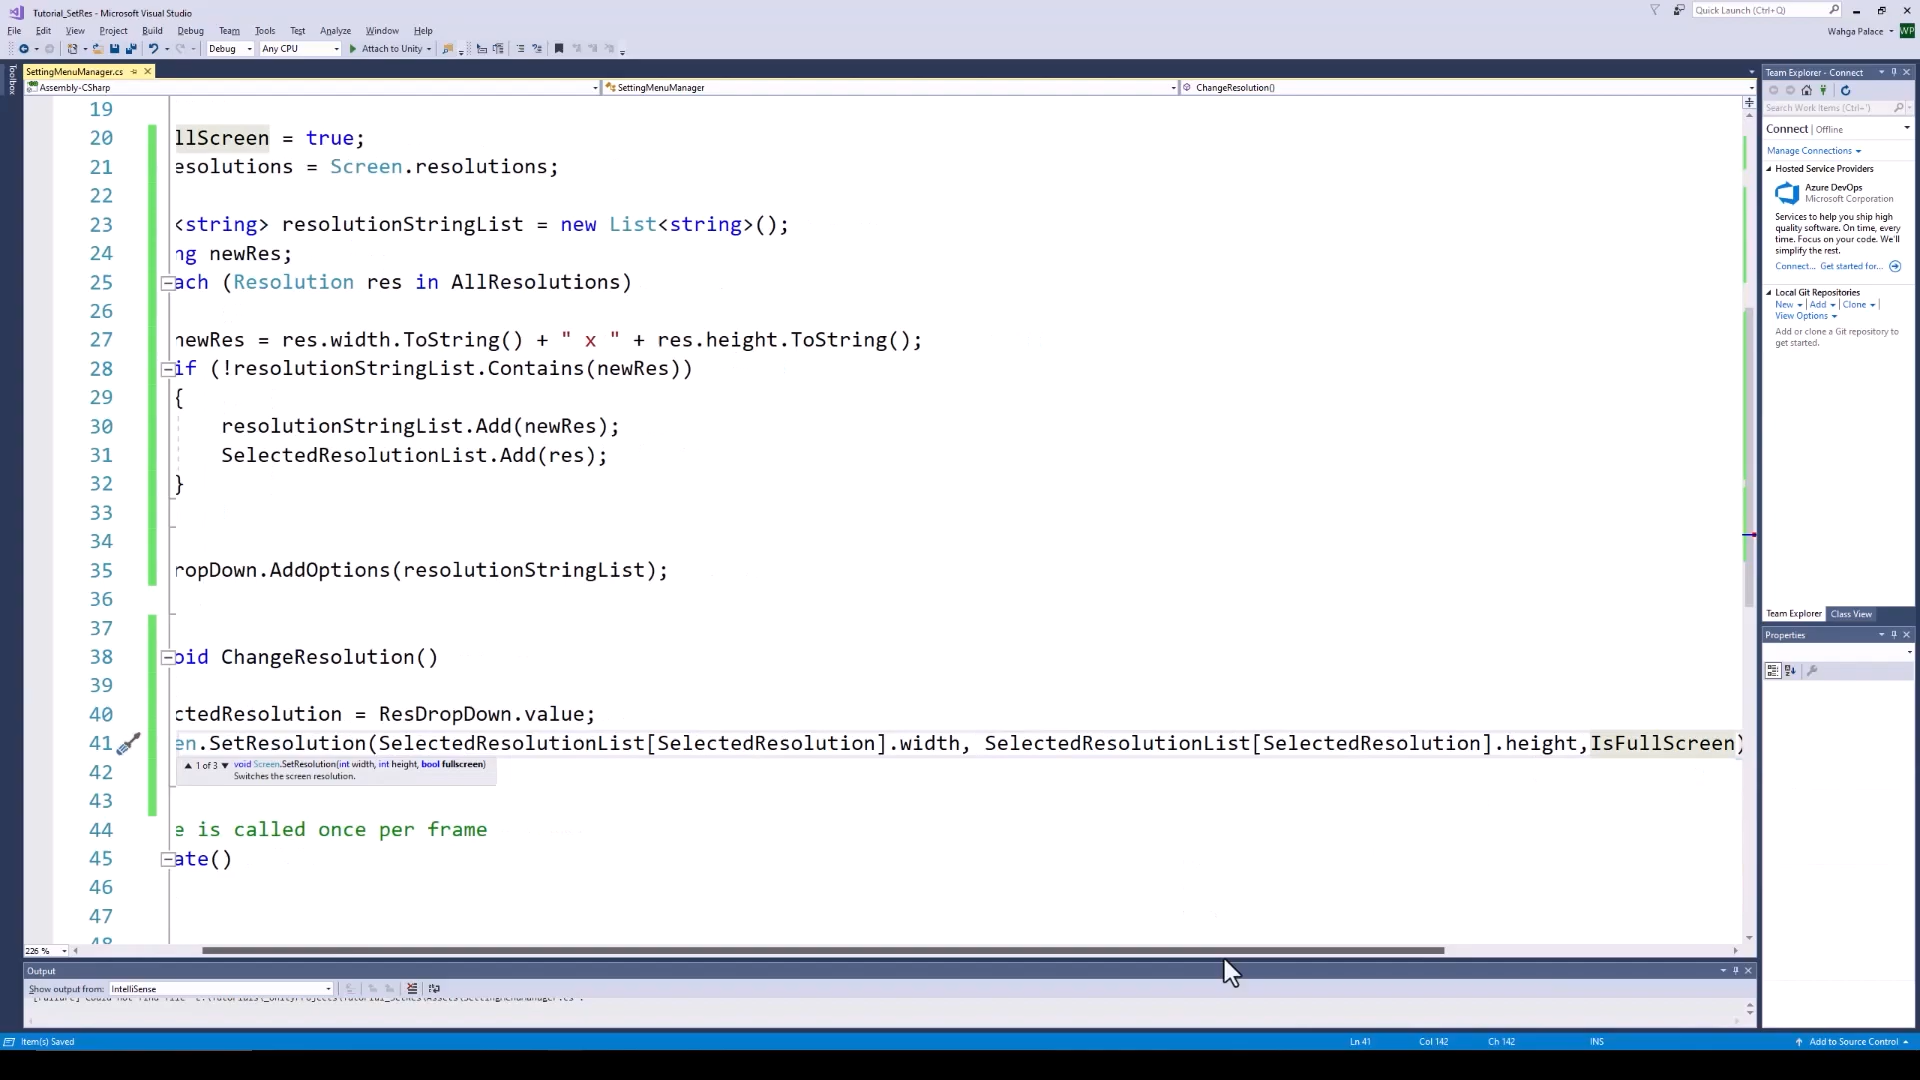 Tutorial_SetRes - Microsoft Visual Studio
Quick Launch (Ctrl+Q)
File Edit View Project Build Debug Team Tools Test Analyze Window Help
Wahga Palace WP
Debug Any CPU Attach to Unity
Toolbox
SettingMenuManager.cs
Assembly-CSharp SettingMenuManager ChangeResolution()
19
20 llScreen = true;
21 esolutions = Screen.resolutions;
22
23 <string> resolutionStringList = new List<string>();
24 ng newRes;
25 ach (Resolution res in AllResolutions)
26
27 newRes = res.width.ToString() + " x " + res.height.ToString();
28 if (!resolutionStringList.Contains(newRes))
29 {
30 resolutionStringList.Add(newRes);
31 SelectedResolutionList.Add(res);
32 }
33
34
35 ropDown.AddOptions(resolutionStringList);
36
37
38 oid ChangeResolution()
39
40 ctedResolution = ResDropDown.value;
41 en.SetResolution(SelectedResolutionList[SelectedResolution].width, SelectedResolutionList[SelectedResolution].height,IsFullScreen)
42 1 of 3 void Screen.SetResolution(int width, int height, bool fullscreen)
Switches the screen resolution.
43
44 e is called once per frame
45 ate()
46
47
48
226 %
Team Explorer - Connect
Search Work Items (Ctrl+')
Connect | Offline
Manage Connections
Hosted Service Providers
Azure DevOps
Microsoft Corporation
Services to help you ship high
quality software. On time, every
time. Focus on your code. We'll
simplify the rest.
Connect... Get started for...
Local Git Repositories
New Add Clone
View Options
Add or clone a Git repository to
get started.
Team Explorer Class View
Properties
Output
Show output from: IntelliSense
Item(s) Saved
Ln 41 Col 142 Ch 142 INS
Add to Source Control